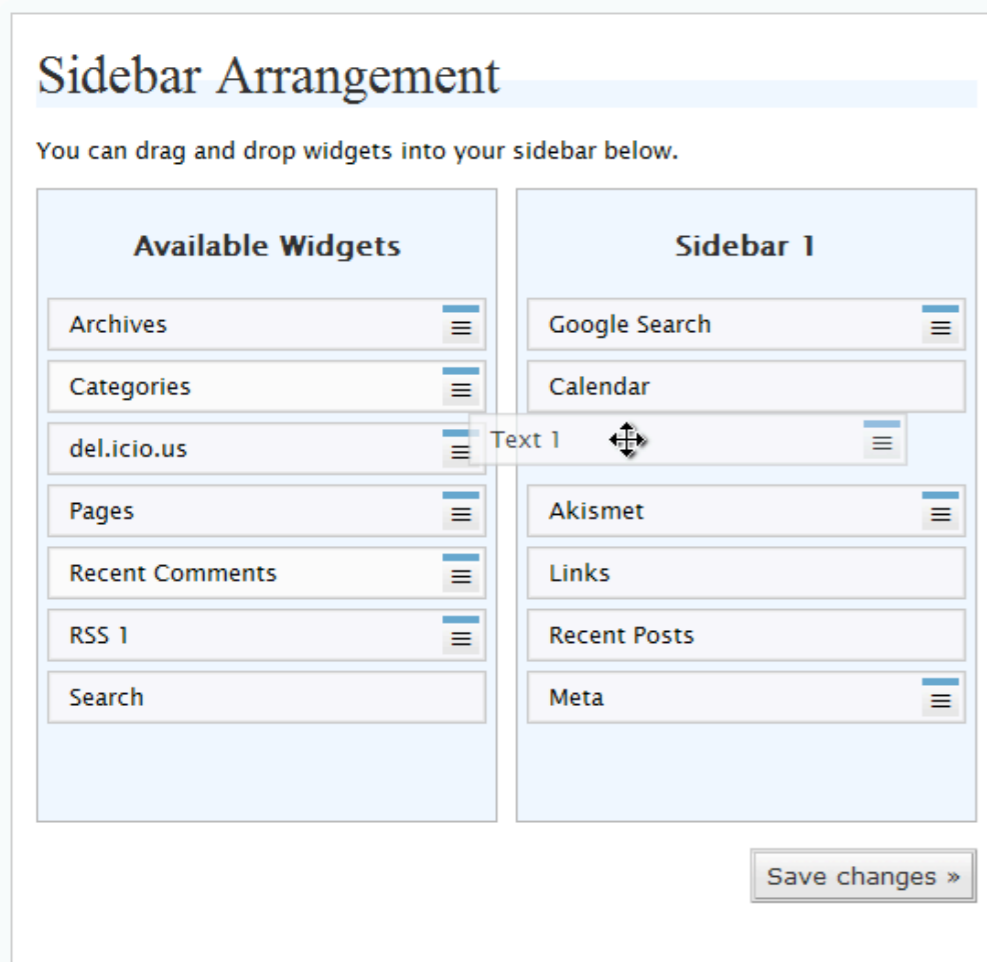 Sidebar Arrangement
You can drag and drop widgets into your sidebar below.
Available Widgets
Archives
Categories
del.icio.us
Pages
Recent Comments
RSS 1
Search
Sidebar 1
Google Search
Calendar
Text 1
Akismet
Links
Recent Posts
Meta
Save changes »